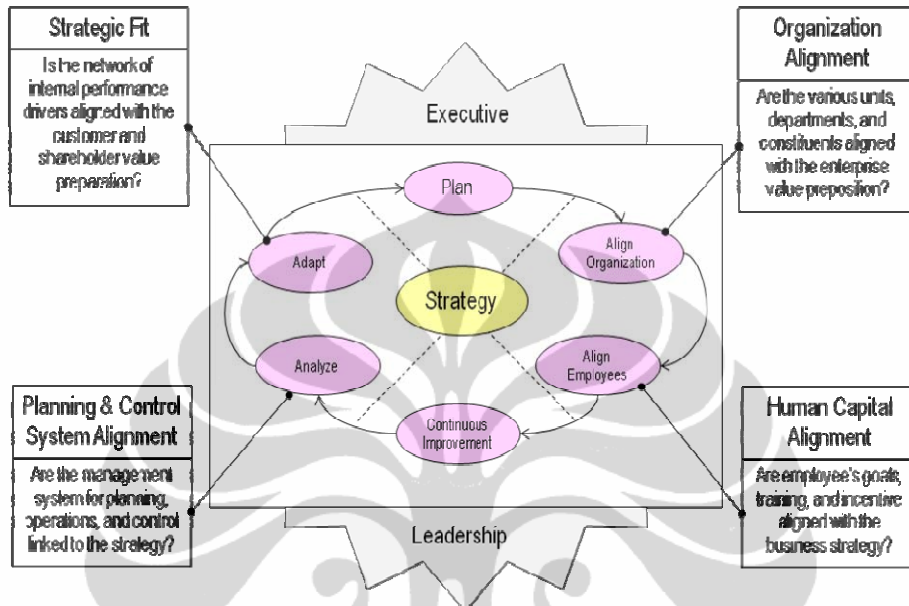 Strategic Fit
Is the network of
internal performance
drivers aligned with the
customer and
shareholder value
preparation?
Executive
Organization
Alignment
Are the various units,
departments, and
constituents aligned
with the enterprise
value preposition?
Plan
Adapt
Align
Organization
Strategy
Analyze
Align
Employees
Continuous
Improvement
Planning & Control
System Alignment
Are the management
system for planning,
operations, and control
linked to the strategy?
Leadership
Human Capital
Alignment
Are employee's goals,
training, and incentive
aligned with the
business strategy?